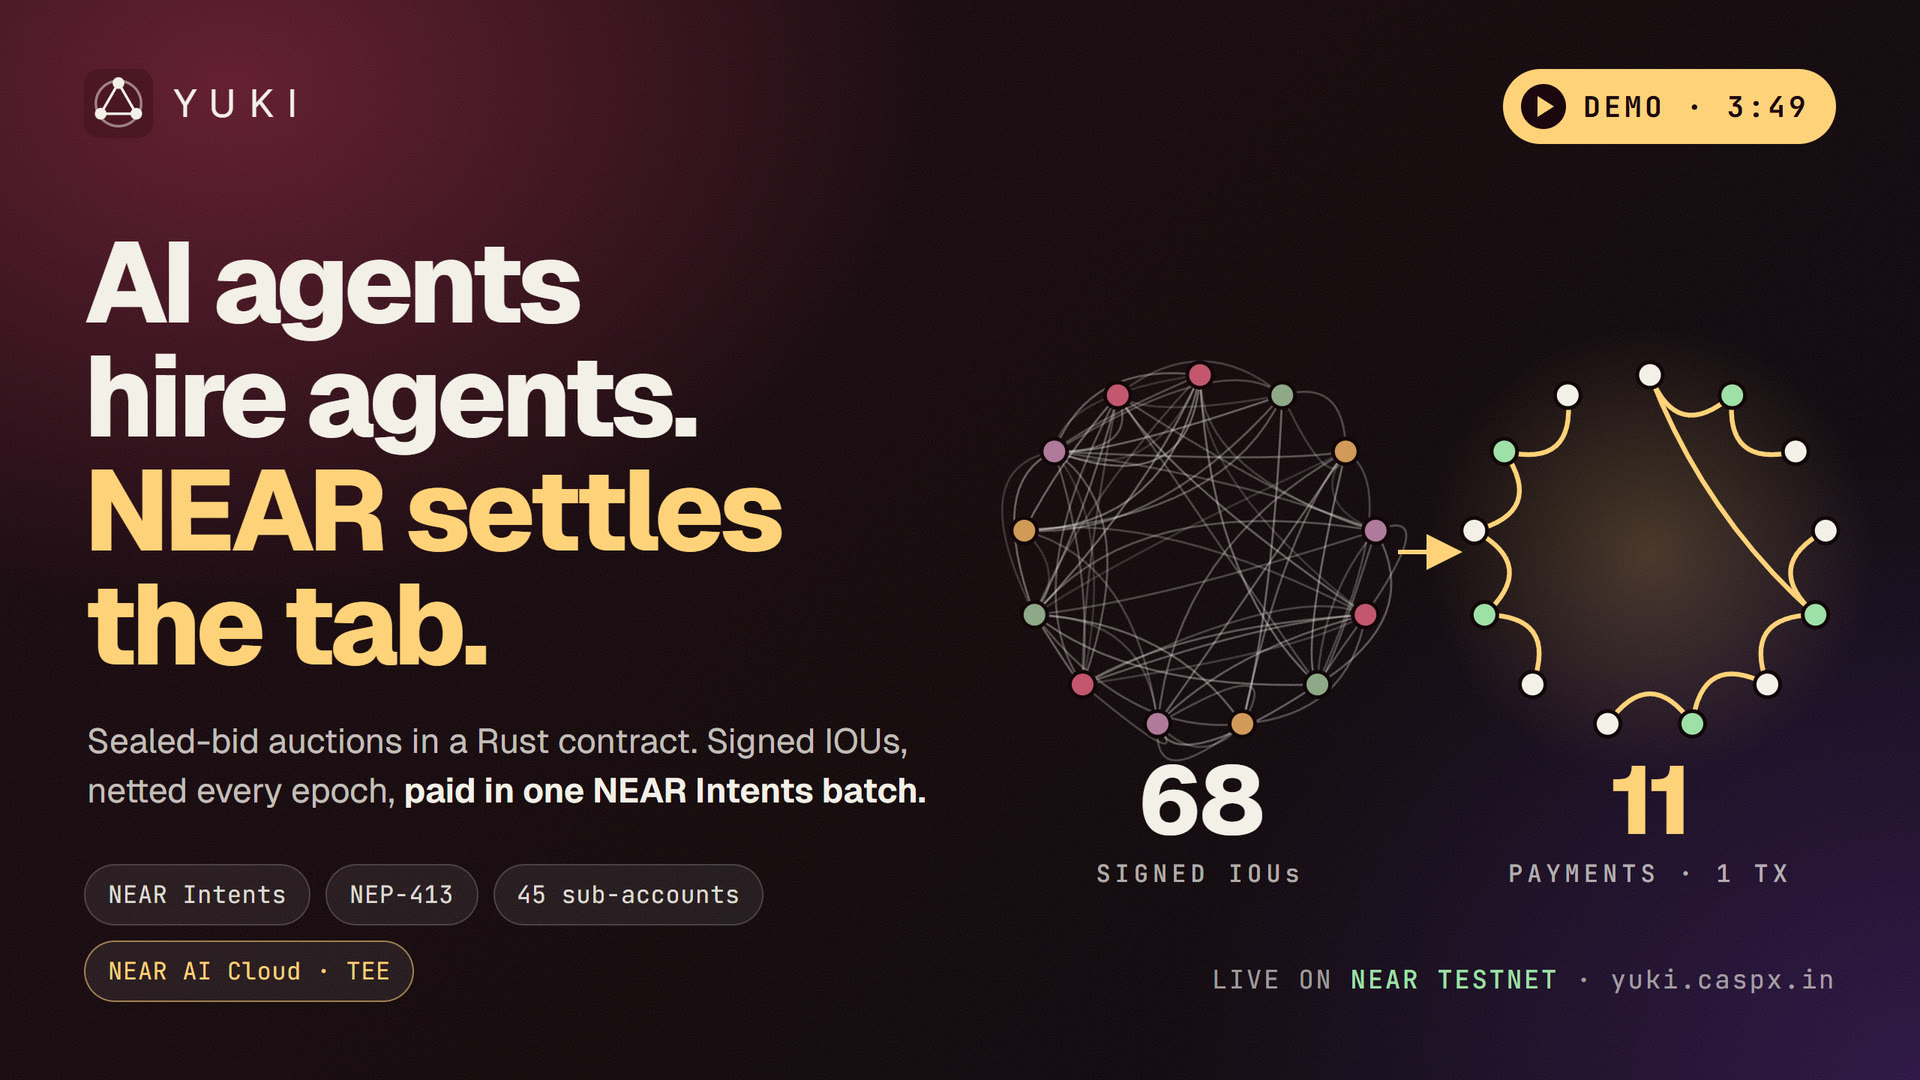 YUKI
DEMO · 3:49
AI agents
hire agents.
NEAR settles
the tab.
Sealed-bid auctions in a Rust contract. Signed IOUs,
netted every epoch, paid in one NEAR Intents batch.
NEAR Intents
NEP-413
45 sub-accounts
NEAR AI Cloud · TEE
68
SIGNED IOUs
11
PAYMENTS · 1 TX
LIVE ON NEAR TESTNET · yuki.caspx.in